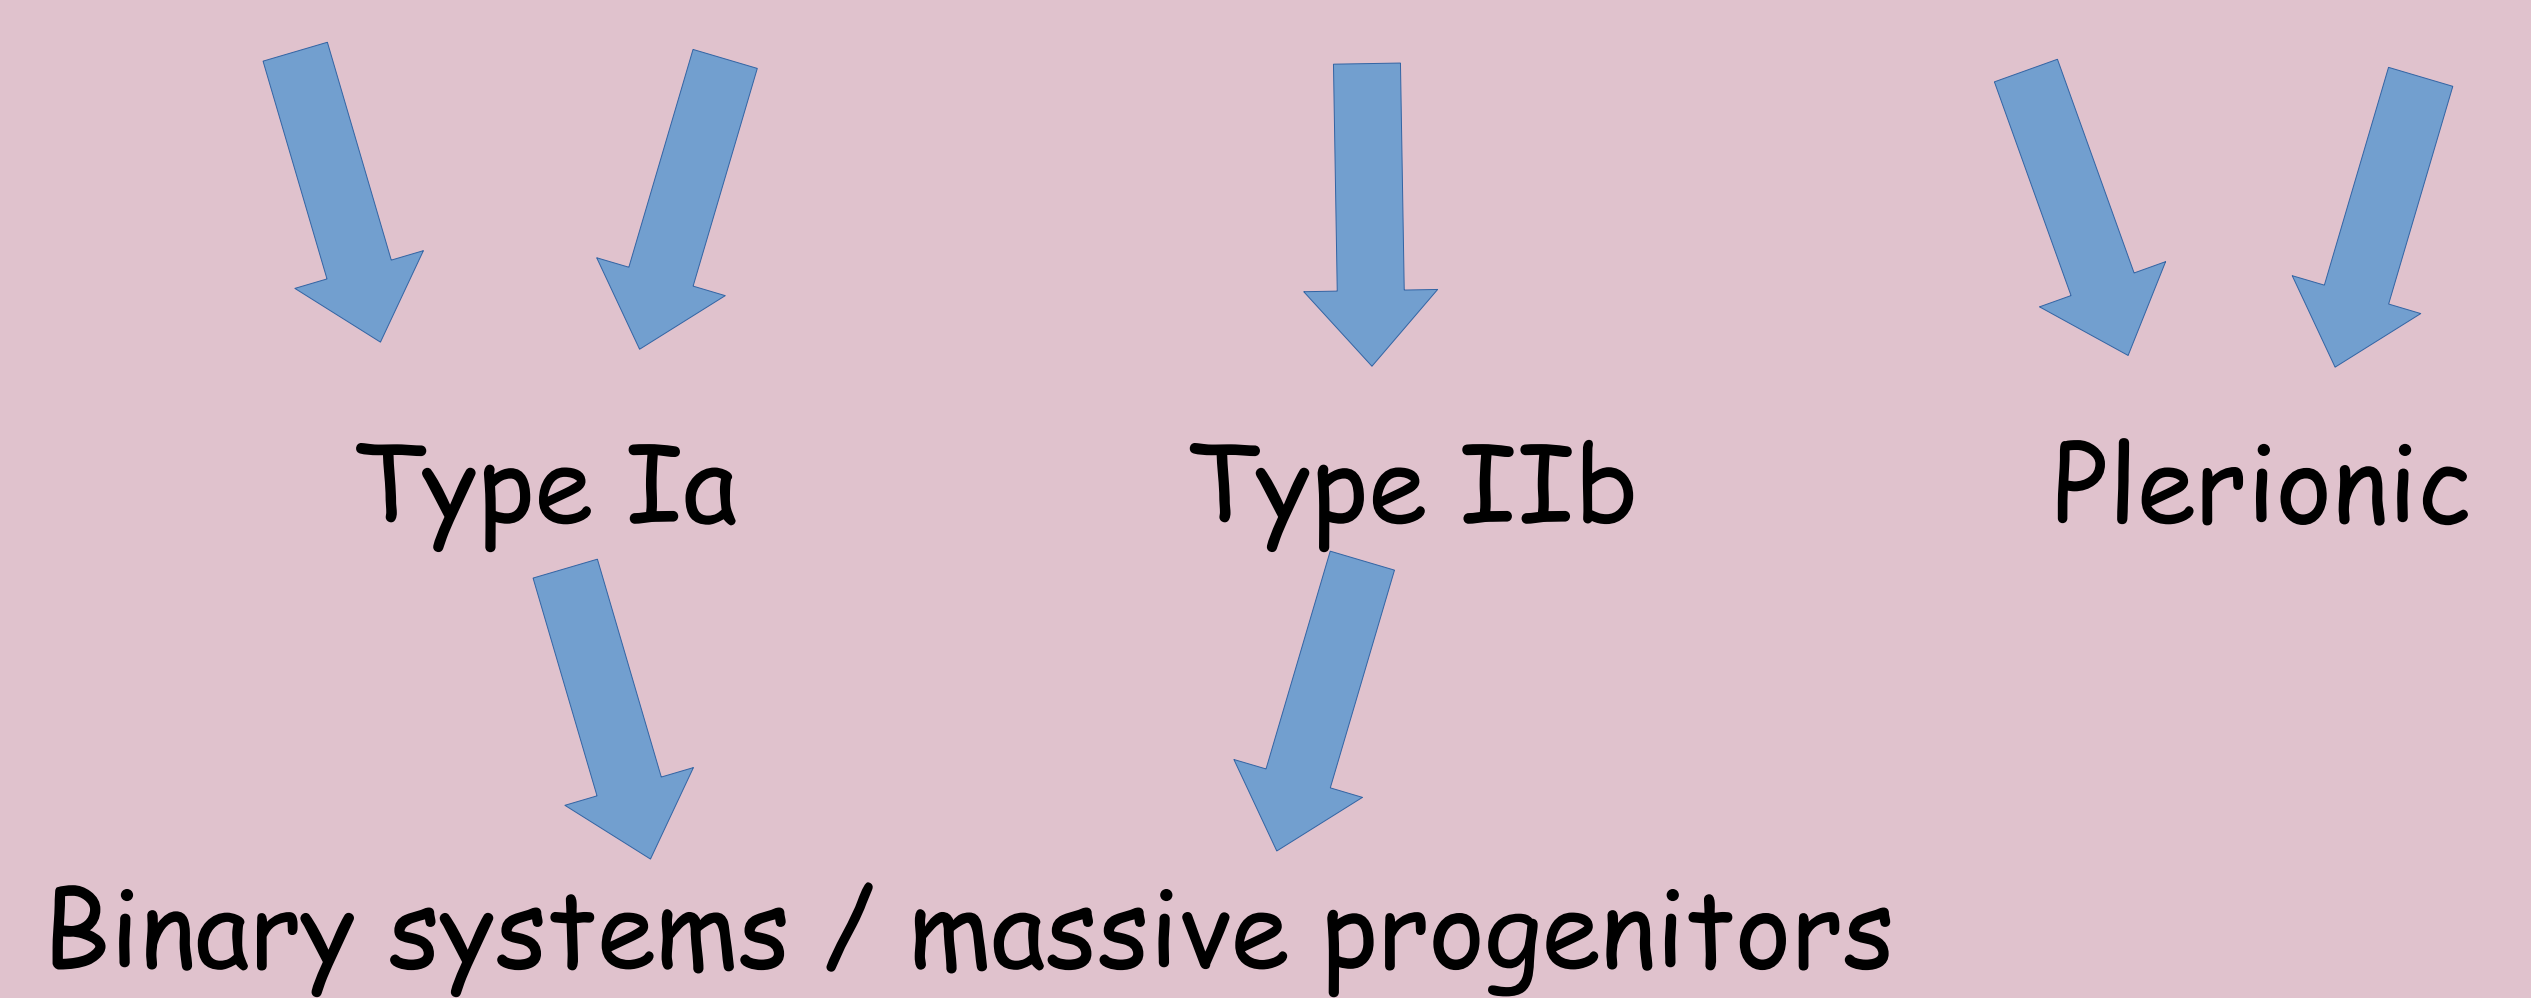 Type Ia Type IIb Plerionic
Binary systems / massive progenitors